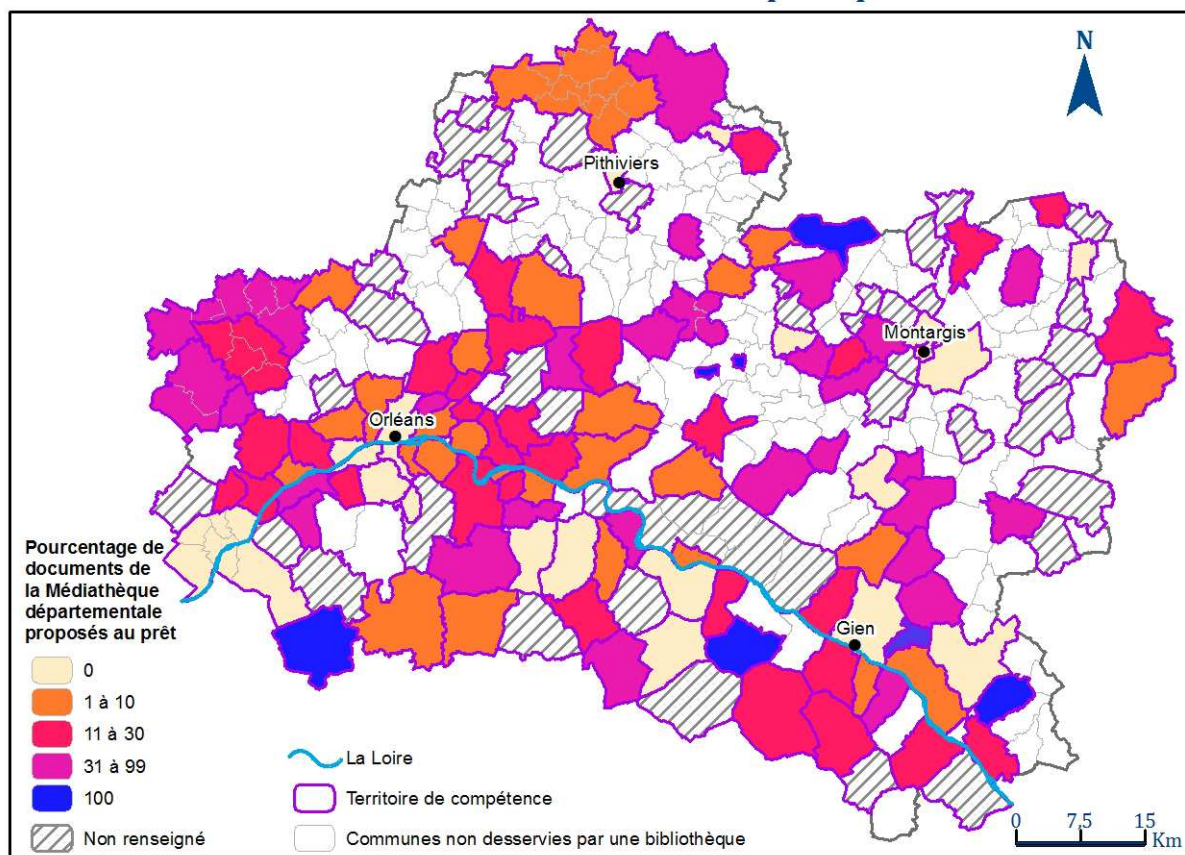 N
Pithiviers
Montargis
Orléans
Gien
Pourcentage de
documents de
la Médiathèque
départementale
proposés au prêt
0
1 à 10
11 à 30
31 à 99
100
Non renseigné
La Loire
Territoire de compétence
Communes non desservies par une bibliothèque
0 7,5 15
Km